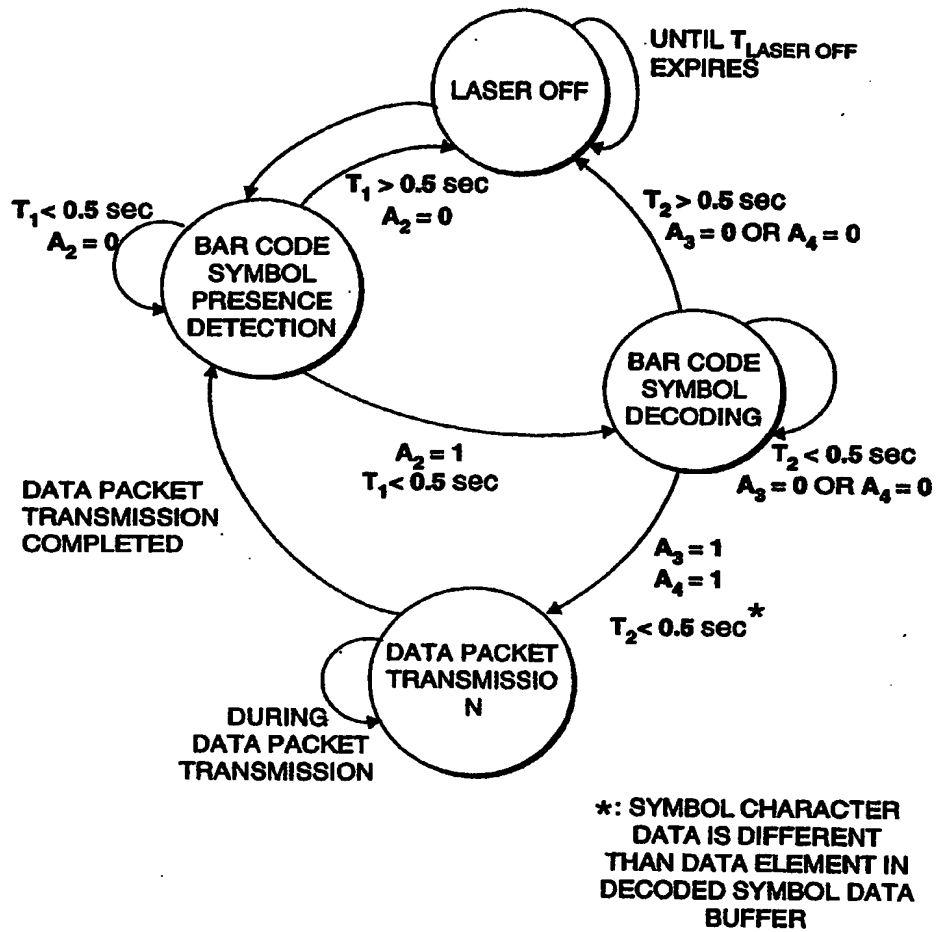 LASER OFF
UNTIL T_LASER OFF
EXPIRES
T₁ > 0.5 sec
A₂ = 0
T₂ > 0.5 sec
A₃ = 0 OR A₄ = 0
T₁ < 0.5 sec
A₂ = 0
BAR CODE
SYMBOL
PRESENCE
DETECTION
BAR CODE
SYMBOL
DECODING
A₂ = 1
T₁ < 0.5 sec
T₂ < 0.5 sec
A₃ = 0 OR A₄ = 0
DATA PACKET
TRANSMISSION
COMPLETED
A₃ = 1
A₄ = 1
T₂ < 0.5 sec*
DATA PACKET
TRANSMISSIO
N
DURING
DATA PACKET
TRANSMISSION
*: SYMBOL CHARACTER
DATA IS DIFFERENT
THAN DATA ELEMENT IN
DECODED SYMBOL DATA
BUFFER